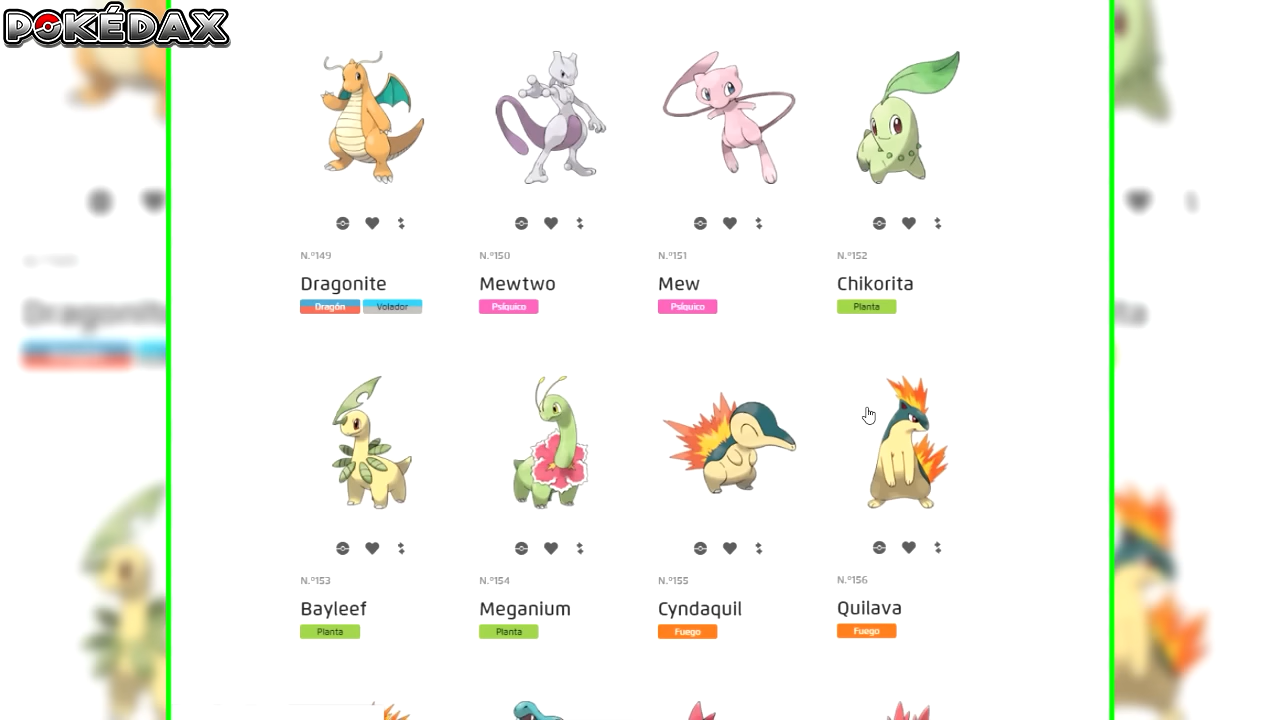 POKÉDAX
N.º149
N.º150
N.º151
N.º152
Dragonite
Mewtwo
Mew
Chikorita
Dragón
Volador
Psíquico
Psíquico
Planta
N.º153
N.º154
N.º155
N.º156
Bayleef
Meganium
Cyndaquil
Quilava
Planta
Planta
Fuego
Fuego